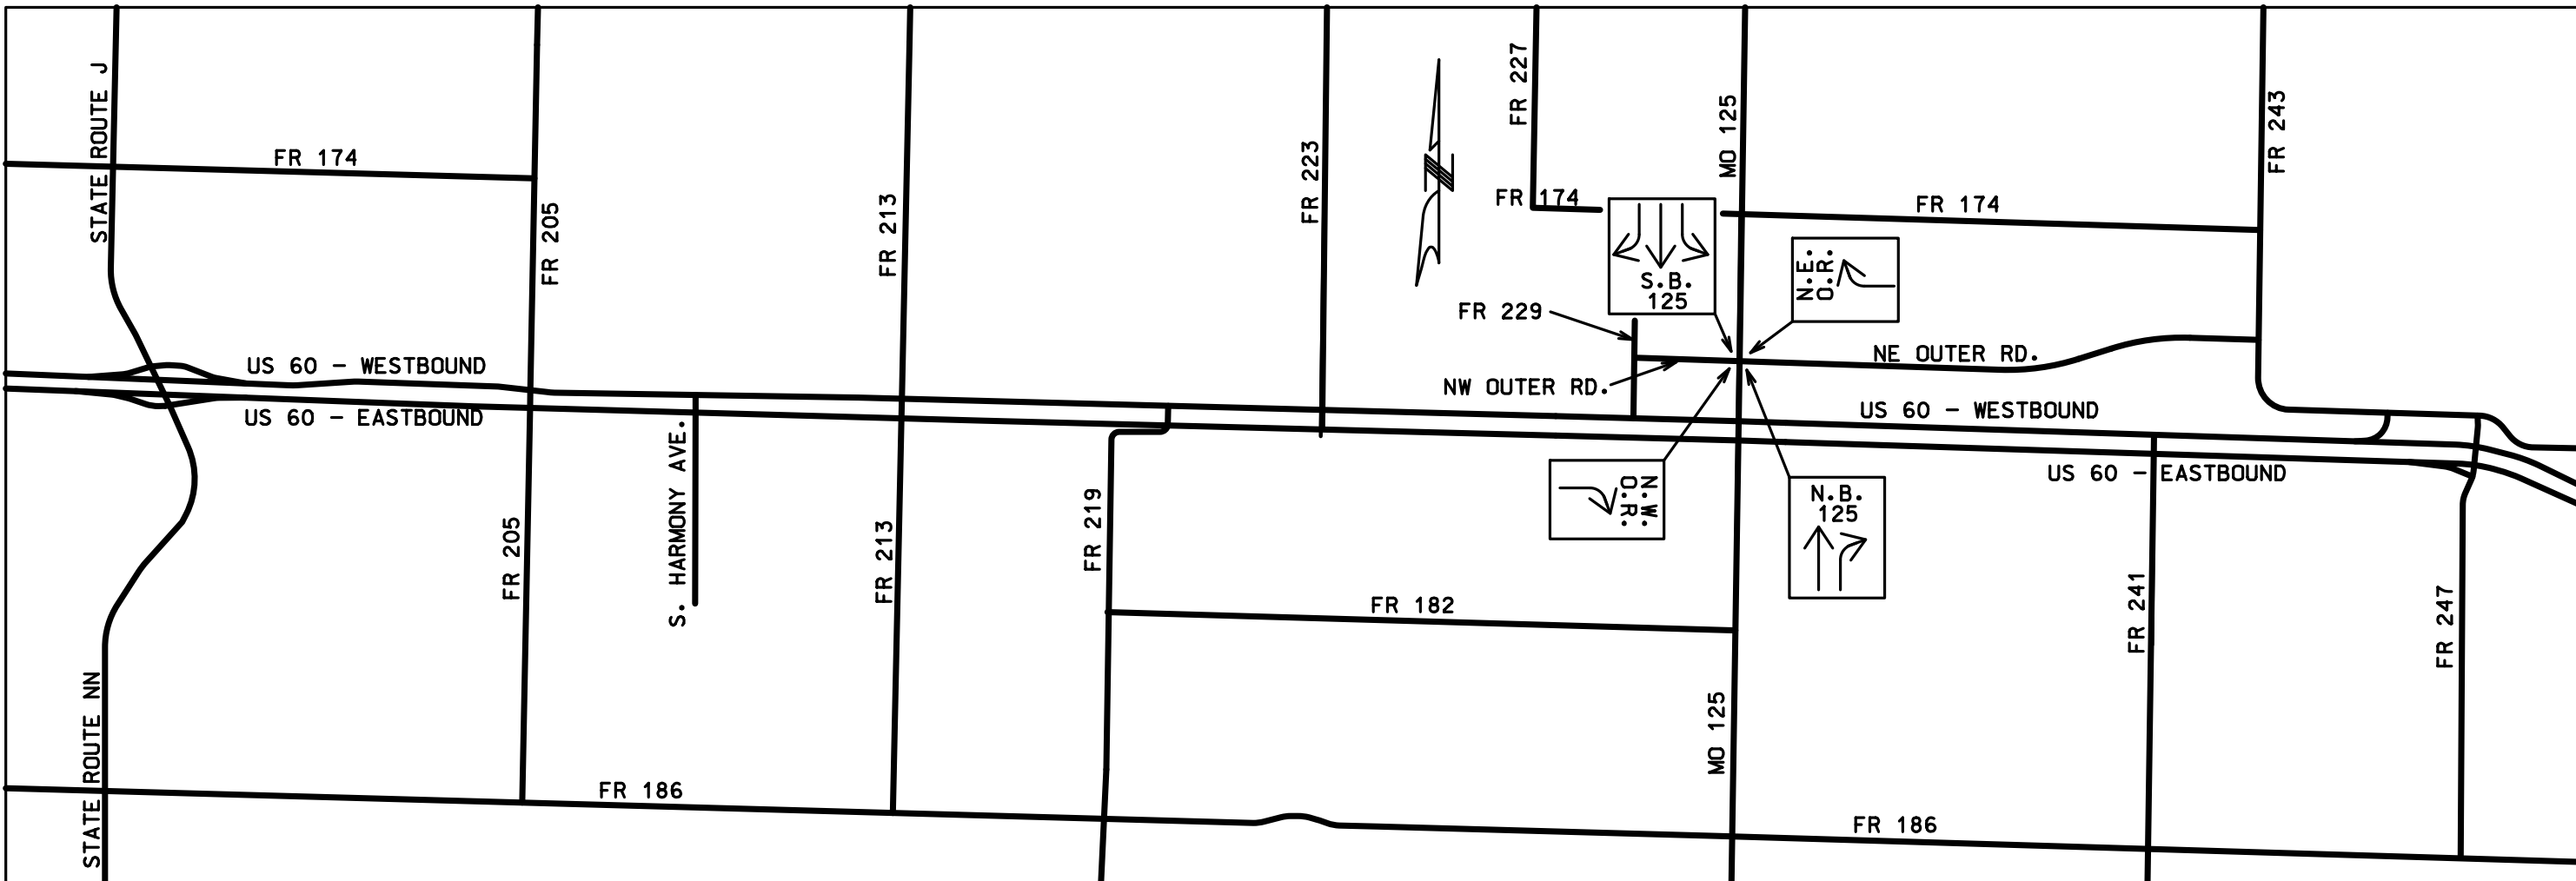 STATE ROUTE J
FR 174
FR 205
FR 213
FR 223
N
FR 227
FR 174
MO 125
S.B.
125
N.E.
O.R.
FR 174
FR 243
FR 229
NW OUTER RD.
NE OUTER RD.
US 60 - WESTBOUND
US 60 - EASTBOUND
US 60 - WESTBOUND
US 60 - EASTBOUND
S. HARMONY AVE.
FR 205
FR 213
FR 219
N.W.
O.R.
N.B.
125
FR 182
FR 241
FR 247
STATE ROUTE NN
MO 125
FR 186
FR 186